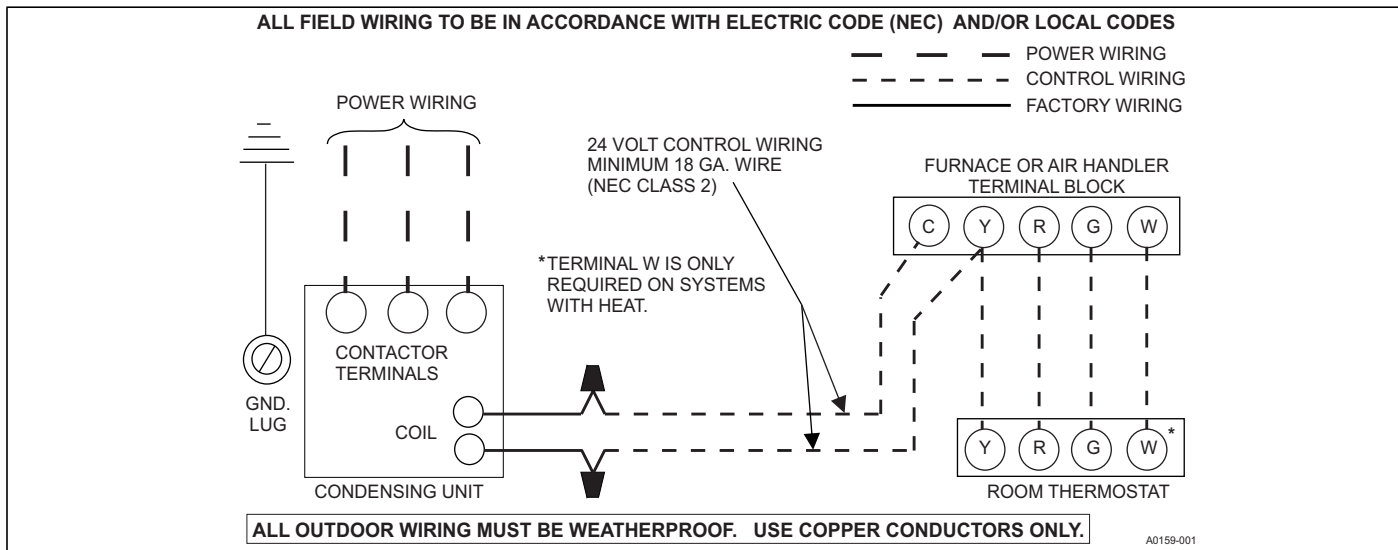 ALL FIELD WIRING TO BE IN ACCORDANCE WITH ELECTRIC CODE (NEC) AND/OR LOCAL CODES
POWER WIRING
CONTROL WIRING
FACTORY WIRING
POWER WIRING
24 VOLT CONTROL WIRING
MINIMUM 18 GA. WIRE
(NEC CLASS 2)
FURNACE OR AIR HANDLER
TERMINAL BLOCK
C Y R G W
*TERMINAL W IS ONLY
REQUIRED ON SYSTEMS
WITH HEAT.
CONTACTOR
TERMINALS
GND.
LUG
COIL
Y R G W *
CONDENSING UNIT
ROOM THERMOSTAT
ALL OUTDOOR WIRING MUST BE WEATHERPROOF. USE COPPER CONDUCTORS ONLY.
A0159-001